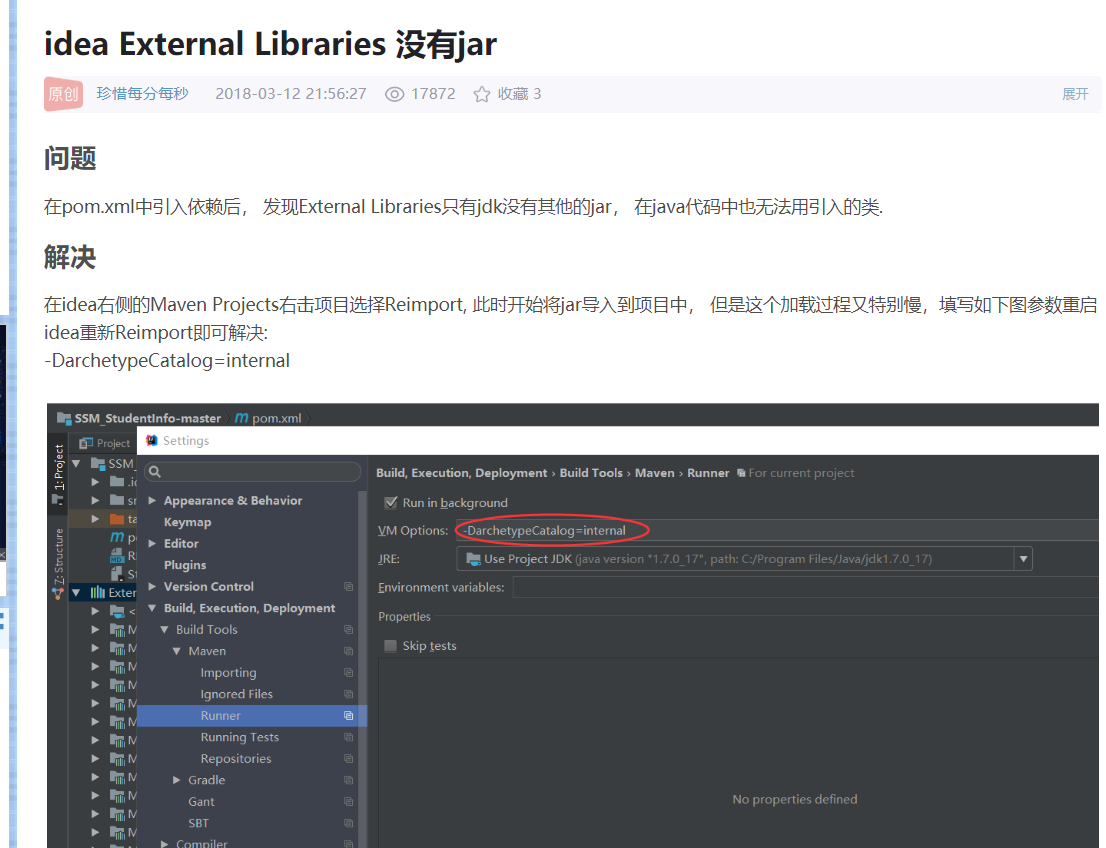 idea External Libraries 没有jar
原创 珍惜每分每秒 2018-03-12 21:56:27 17872 收藏 3 展开
问题
在pom.xml中引入依赖后， 发现External Libraries只有jdk没有其他的jar， 在java代码中也无法用引入的类.
解决
在idea右侧的Maven Projects右击项目选择Reimport, 此时开始将jar导入到项目中， 但是这个加载过程又特别慢，填写如下图参数重启
idea重新Reimport即可解决:
-DarchetypeCatalog=internal
SSM_StudentInfo-master pom.xml
Project
Settings
1: Project
Z: Structure
SSM_
.i
sr
ta
p
R
St
Exter
<
M
M
M
M
M
M
M
M
M
M
M
M
Appearance & Behavior
Keymap
Editor
Plugins
Version Control
Build, Execution, Deployment
Build Tools
Maven
Importing
Ignored Files
Runner
Running Tests
Repositories
Gradle
Gant
SBT
Compiler
Build, Execution, Deployment › Build Tools › Maven › Runner For current project
Run in background
VM Options: -DarchetypeCatalog=internal
JRE: Use Project JDK (java version "1.7.0_17", path: C:/Program Files/Java/jdk1.7.0_17)
Environment variables:
Properties
Skip tests
No properties defined